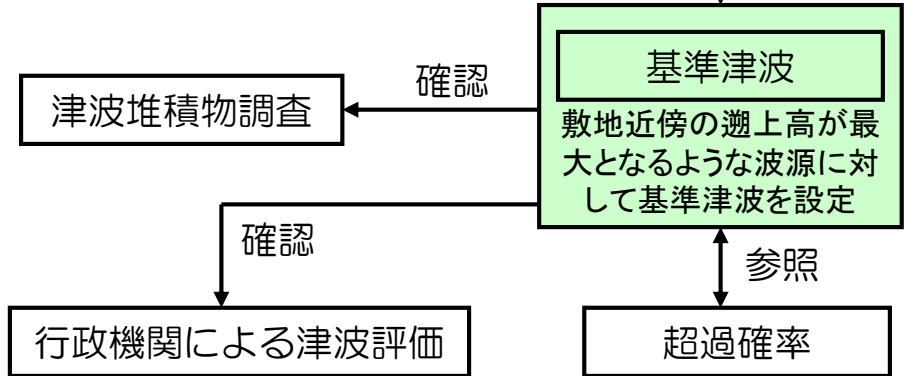 基準津波
確認
津波堆積物調査
敷地近傍の遡上高が最
大となるような波源に対
して基準津波を設定
確認
参照
行政機関による津波評価
超過確率